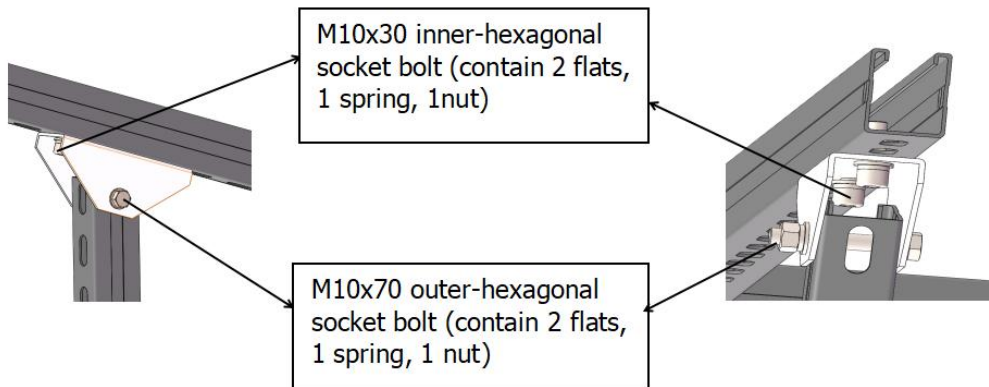 M10x30 inner-hexagonal
socket bolt (contain 2 flats,
1 spring, 1nut)
M10x70 outer-hexagonal
socket bolt (contain 2 flats,
1 spring, 1 nut)